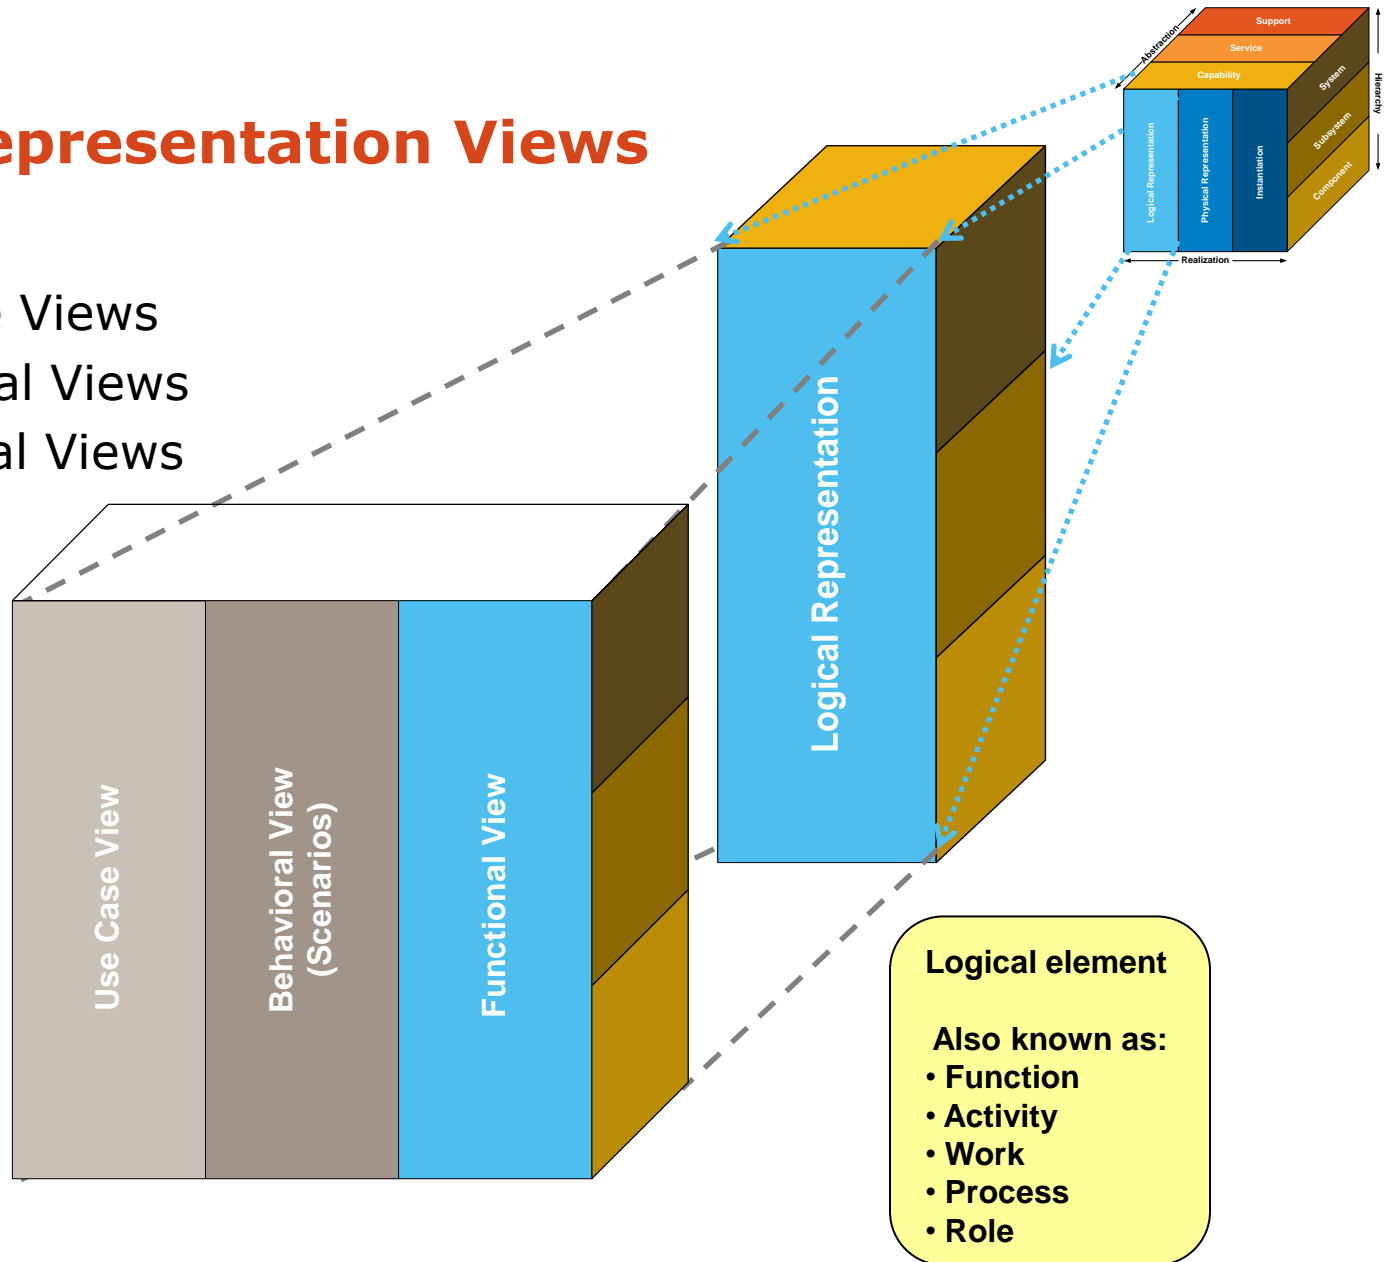 epresentation Views
e Views
al Views
al Views
Support
Service
Capability
Abstraction
System
Subsystem
Component
Hierarchy
Logical Representation
Physical Representation
Instantiation
Realization
Logical Representation
Use Case View
Behavioral View
(Scenarios)
Functional View
Logical element
Also known as:
• Function
• Activity
• Work
• Process
• Role